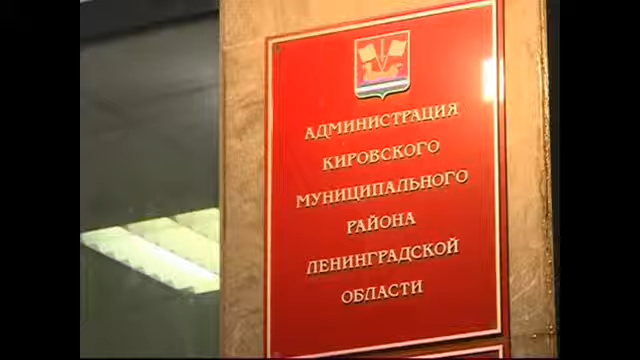 АДМИНИСТРАЦИЯ
КИРОВСКОГО
МУНИЦИПАЛЬНОГО
РАЙОНА
ЛЕНИНГРАДСКОЙ
ОБЛАСТИ